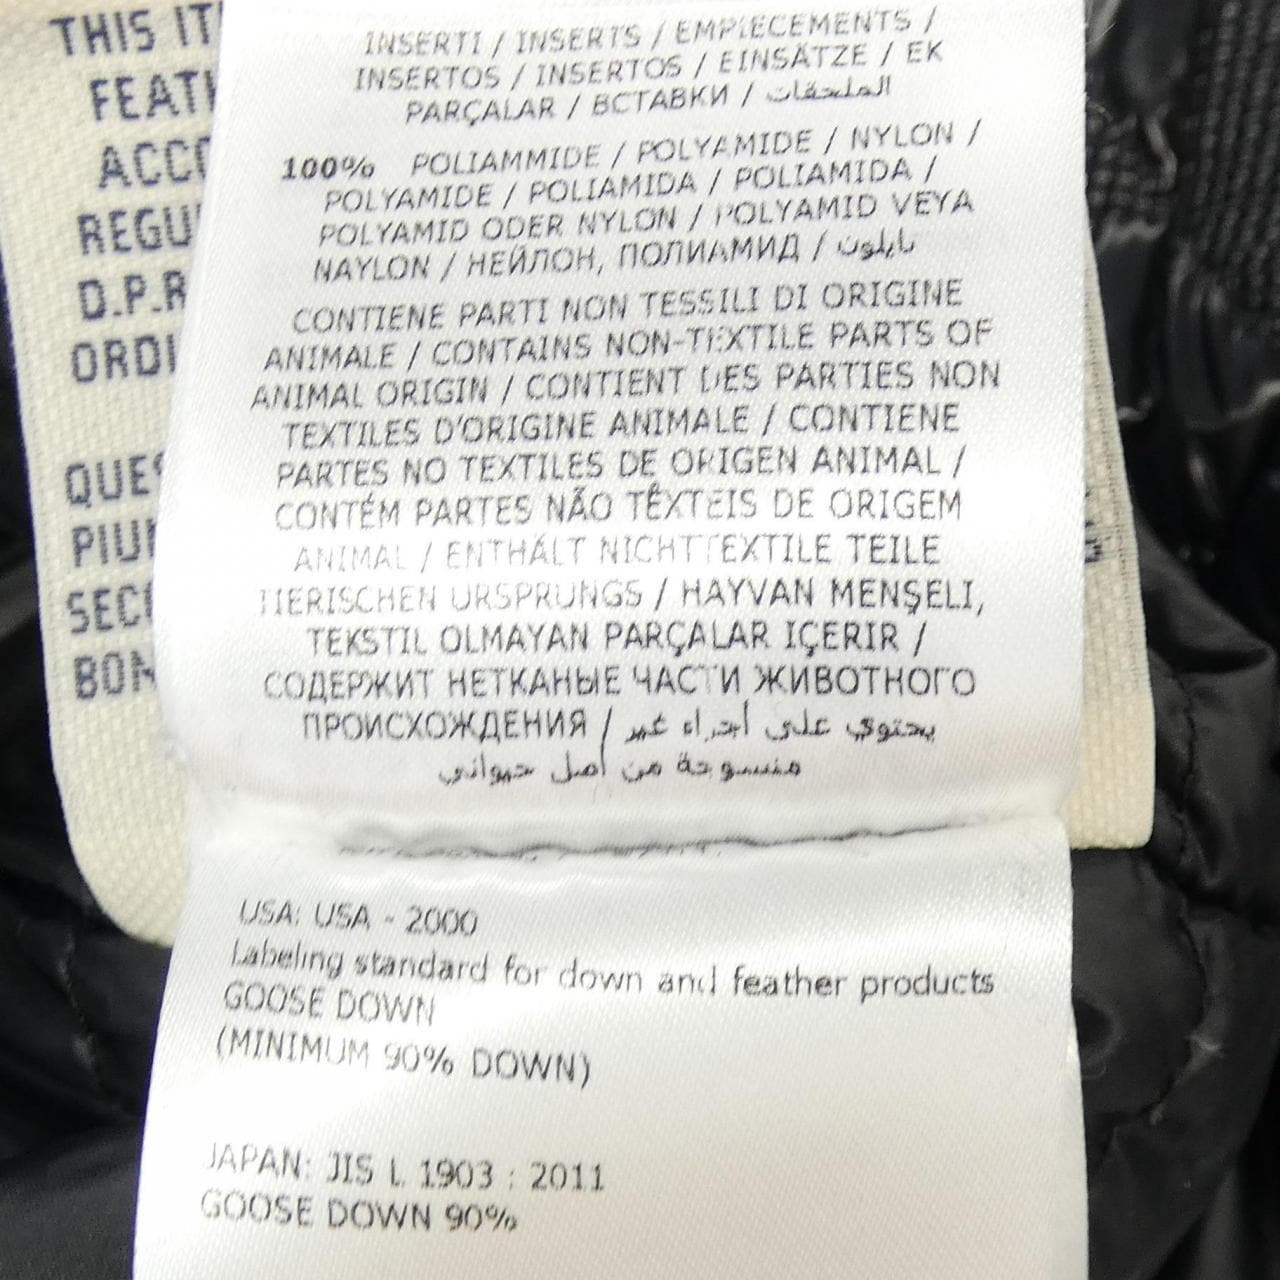 THIS IT
FEAT
ACCO
REGU
D.P.R
ORDI
QUES
PIU
SEC
BON
INSERTI / INSERTS / EMPIECEMENTS /
INSERTOS / INSERTOS / EINSÄTZE / EK
PARÇALAR / ВСТАВКИ / الملحقات
100% POLIAMMIDE / POLYAMIDE / NYLON /
POLYAMIDE / POLIAMIDA / POLIAMIDA /
POLYAMID ODER NYLON / POLYAMID VEYA
NAYLON / НЕЙЛОН, ПОЛИАМИД / نايلون
CONTIENE PARTI NON TESSILI DI ORIGINE
ANIMALE / CONTAINS NON-TEXTILE PARTS OF
ANIMAL ORIGIN / CONTIENT DES PARTIES NON
TEXTILES D'ORIGINE ANIMALE / CONTIENE
PARTES NO TEXTILES DE ORIGEN ANIMAL /
CONTÉM PARTES NÃO TÊXTEIS DE ORIGEM
ANIMAL / ENTHÄLT NICHTTEXTILE TEILE
TIERISCHEN URSPRUNGS / HAYVAN MENŞELI,
TEKSTIL OLMAYAN PARÇALAR IÇERIR /
СОДЕРЖИТ НЕТКАНЫЕ ЧАСТИ ЖИВОТНОГО
ПРОИСХОЖДЕНИЯ / يحتوي على أجزاء غير
منسوجة من أصل حيواني
USA: USA - 2000
Labeling standard for down and feather products
GOOSE DOWN
(MINIMUM 90% DOWN)
JAPAN: JIS L 1903 : 2011
GOOSE DOWN 90%